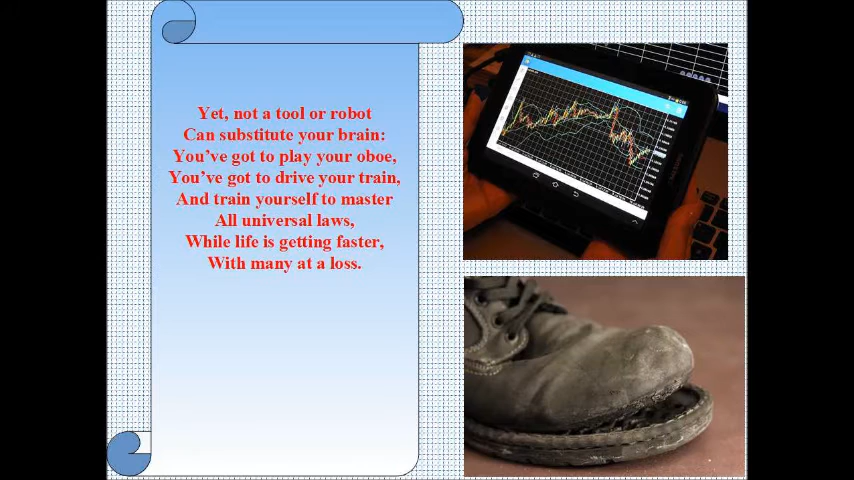 Yet, not a tool or robot
Can substitute your brain:
You've got to play your oboe,
You've got to drive your train,
And train yourself to master
All universal laws,
While life is getting faster,
With many at a loss.